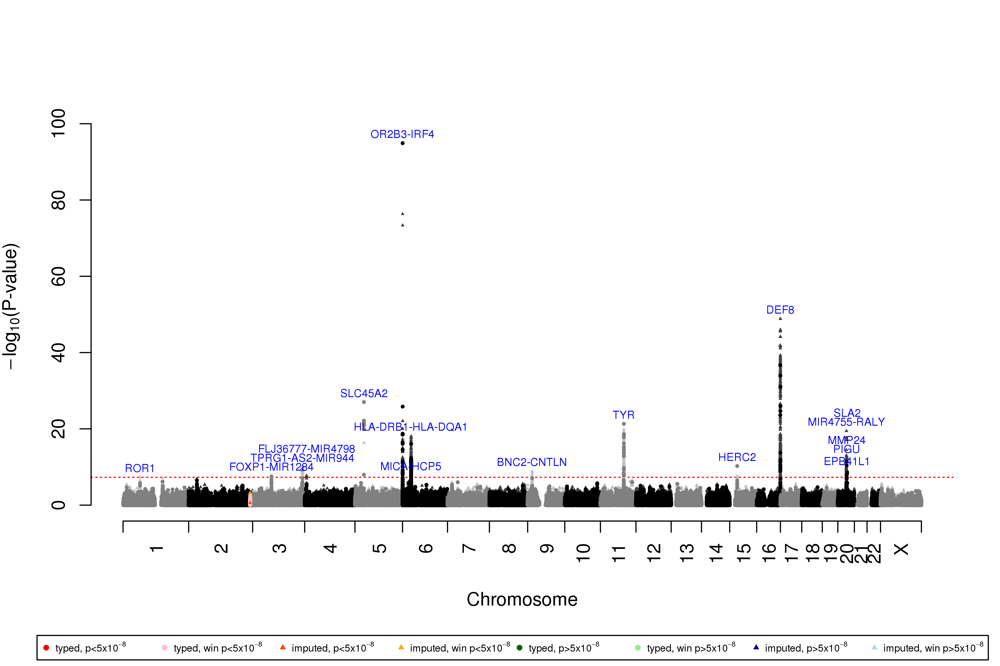 100
80
60
40
20
0
−log10(P-value)
OR2B3-IRF4
DEF8
SLC45A2
SLA2
TYR
MIR4755-RALY
HLA-DRB1-HLA-DQA1
MMP24
FLJ36777-MIR4798
PIGU
TPRG1-AS2-MIR944
HERC2
EPB41L1
BNC2-CNTLN
FOXP1-MIR1284
MICA-HCP5
ROR1
1 2 3 4 5 6 7 8 9 10 11 12 13 14 15 16 17 18 19 20 21 22 X
Chromosome
typed, p<5x10⁻⁸ typed, win p<5x10⁻⁸ imputed, p<5x10⁻⁸ imputed, win p<5x10⁻⁸ typed, p>5x10⁻⁸ typed, win p>5x10⁻⁸ imputed, p>5x10⁻⁸ imputed, win p>5x10⁻⁸